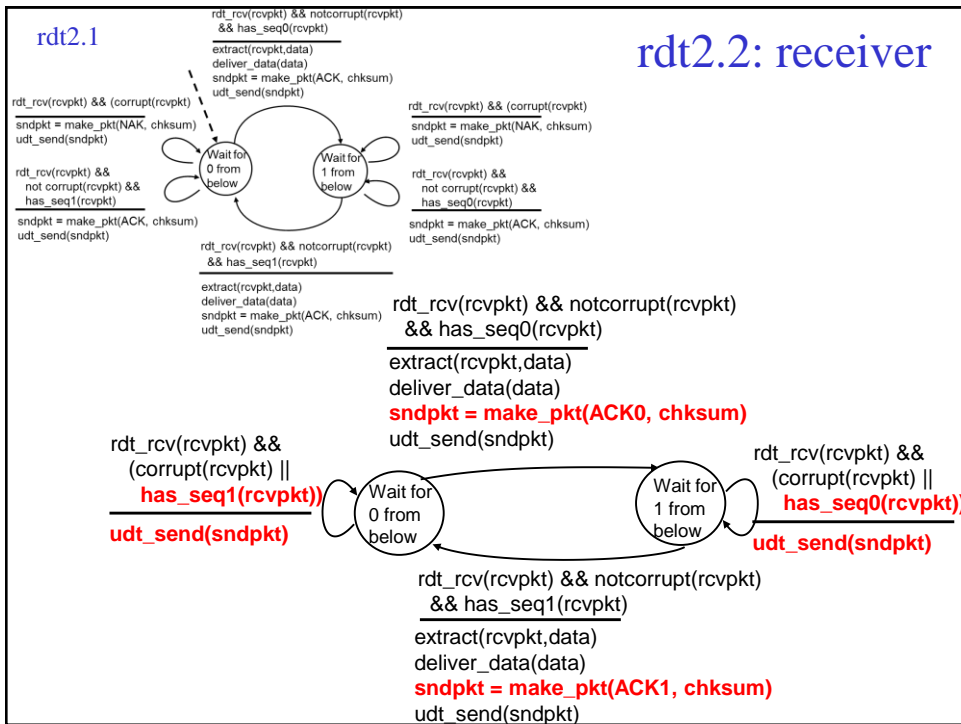 rdt2.1
rdt2.2: receiver
rdt_rcv(rcvpkt) && notcorrupt(rcvpkt)
&& has_seq0(rcvpkt)
extract(rcvpkt,data)
deliver_data(data)
sndpkt = make_pkt(ACK, chksum)
udt_send(sndpkt)
rdt_rcv(rcvpkt) && (corrupt(rcvpkt)
sndpkt = make_pkt(NAK, chksum)
udt_send(sndpkt)
rdt_rcv(rcvpkt) &&
not corrupt(rcvpkt) &&
has_seq1(rcvpkt)
sndpkt = make_pkt(ACK, chksum)
udt_send(sndpkt)
Wait for
0 from
below
Wait for
1 from
below
rdt_rcv(rcvpkt) && (corrupt(rcvpkt)
sndpkt = make_pkt(NAK, chksum)
udt_send(sndpkt)
rdt_rcv(rcvpkt) &&
not corrupt(rcvpkt) &&
has_seq0(rcvpkt)
sndpkt = make_pkt(ACK, chksum)
udt_send(sndpkt)
rdt_rcv(rcvpkt) && notcorrupt(rcvpkt)
&& has_seq1(rcvpkt)
extract(rcvpkt,data)
deliver_data(data)
sndpkt = make_pkt(ACK, chksum)
udt_send(sndpkt)
rdt_rcv(rcvpkt) && notcorrupt(rcvpkt)
&& has_seq0(rcvpkt)
extract(rcvpkt,data)
deliver_data(data)
sndpkt = make_pkt(ACK0, chksum)
udt_send(sndpkt)
rdt_rcv(rcvpkt) &&
(corrupt(rcvpkt) ||
has_seq1(rcvpkt))
udt_send(sndpkt)
Wait for
0 from
below
Wait for
1 from
below
rdt_rcv(rcvpkt) &&
(corrupt(rcvpkt) ||
has_seq0(rcvpkt))
udt_send(sndpkt)
rdt_rcv(rcvpkt) && notcorrupt(rcvpkt)
&& has_seq1(rcvpkt)
extract(rcvpkt,data)
deliver_data(data)
sndpkt = make_pkt(ACK1, chksum)
udt_send(sndpkt)